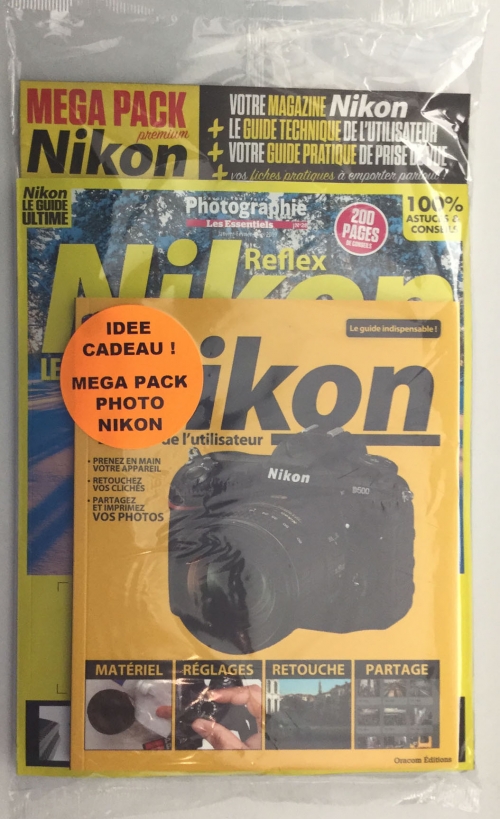 MEGA PACK
premium
Nikon
VOTRE MAGAZINE Nikon
+ LE GUIDE TECHNIQUE DE L'UTILISATEUR
+ VOTRE GUIDE PRATIQUE DE PRISE DE VUE
+ vos fiches pratiques à emporter partout !
Nikon
LE GUIDE
ULTIME
Photographie
Les Essentiels
200
PAGES
100%
ASTUCES &
CONSEILS
Reflex
Nikon
LE
IDEE
CADEAU !
MEGA PACK
PHOTO
NIKON
Le guide indispensable !
Nikon
de l'utilisateur
• PRENEZ EN MAIN
VOTRE APPAREIL
• RETOUCHEZ
VOS CLICHÉS
• PARTAGEZ
ET IMPRIMEZ
VOS PHOTOS
Nikon
D500
MATÉRIEL
RÉGLAGES
RETOUCHE
PARTAGE
Oracom Éditions